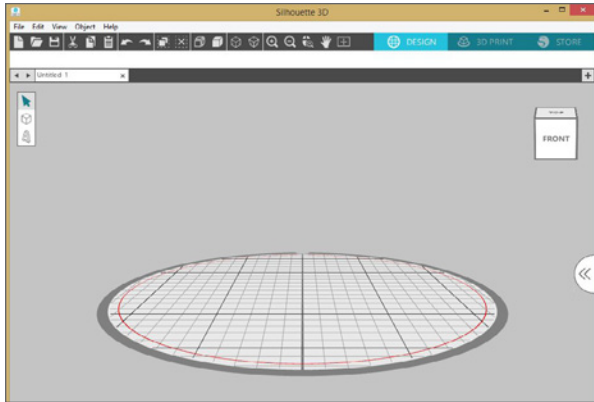 Silhouette 3D
File Edit View Object Help
DESIGN 3D PRINT STORE
Untitled 1
FRONT